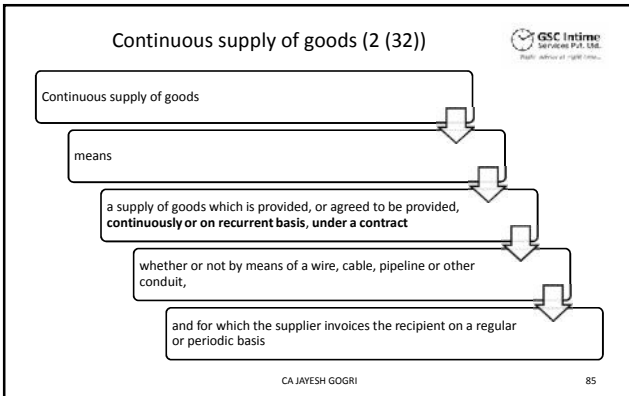 Continuous supply of goods (2 (32))
GSC Intime
Services Pvt. Ltd.
Continuous supply of goods
means
a supply of goods which is provided, or agreed to be provided,
continuously or on recurrent basis, under a contract
whether or not by means of a wire, cable, pipeline or other
conduit,
and for which the supplier invoices the recipient on a regular
or periodic basis
CA JAYESH GOGRI
85